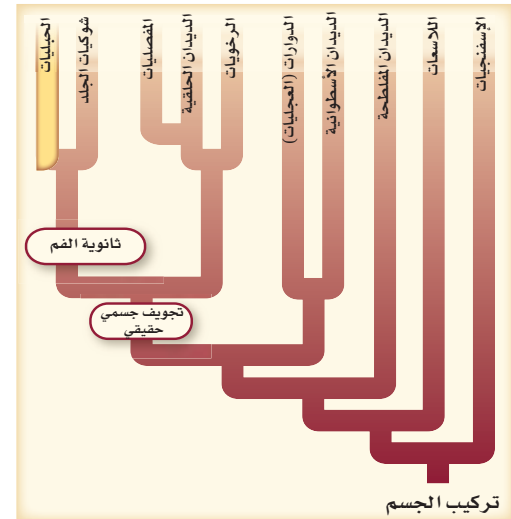 الإسفنجيات
اللاسعات
الديدان المفلطحة
الديدان الأسطوانية
الدوارات (العجليات)
الرخويات
الديدان الحلقية
المفصليات
شوكيات الجلد
الحبليات
ثانوية الفم
تجويف جسمي
حقيقي
تركيب الجسم